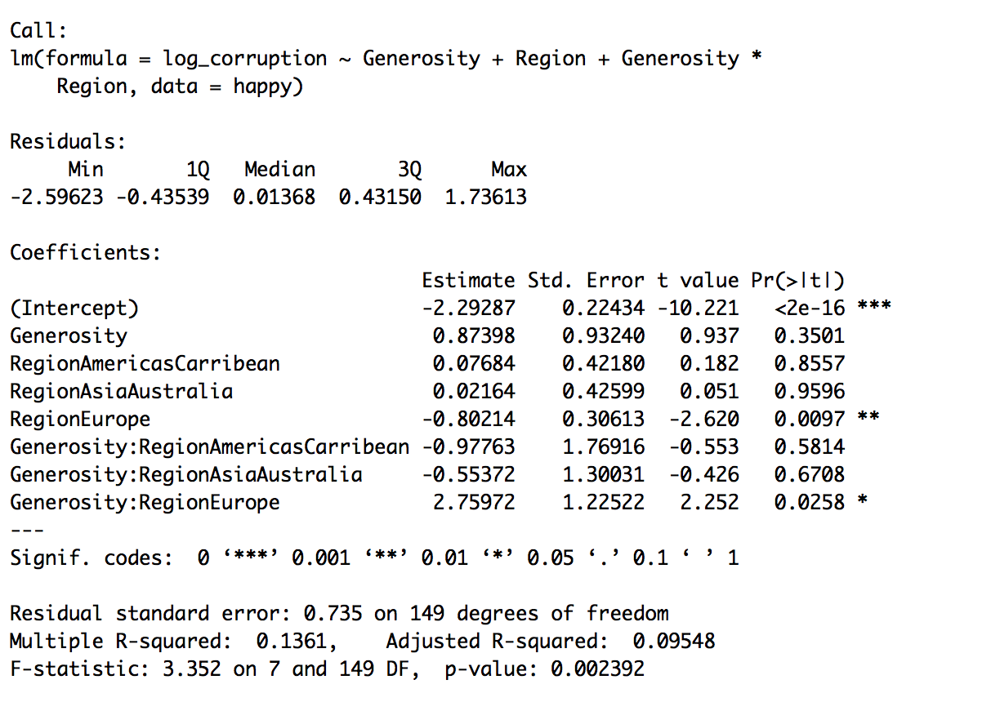 Call:
lm(formula = log_corruption ~ Generosity + Region + Generosity *
    Region, data = happy)

Residuals:
     Min       1Q   Median       3Q      Max
-2.59623 -0.43539  0.01368  0.43150  1.73613

Coefficients:
                                   Estimate Std. Error t value Pr(>|t|)
(Intercept)                        -2.29287    0.22434 -10.221   <2e-16 ***
Generosity                          0.87398    0.93240   0.937   0.3501
RegionAmericasCarribean             0.07684    0.42180   0.182   0.8557
RegionAsiaAustralia                 0.02164    0.42599   0.051   0.9596
RegionEurope                       -0.80214    0.30613  -2.620   0.0097 **
Generosity:RegionAmericasCarribean -0.97763    1.76916  -0.553   0.5814
Generosity:RegionAsiaAustralia     -0.55372    1.30031  -0.426   0.6708
Generosity:RegionEurope             2.75972    1.22522   2.252   0.0258 *
---
Signif. codes:  0 ‘***’ 0.001 ‘**’ 0.01 ‘*’ 0.05 ‘.’ 0.1 ‘ ’ 1

Residual standard error: 0.735 on 149 degrees of freedom
Multiple R-squared:  0.1361,    Adjusted R-squared:  0.09548
F-statistic: 3.352 on 7 and 149 DF,  p-value: 0.002392